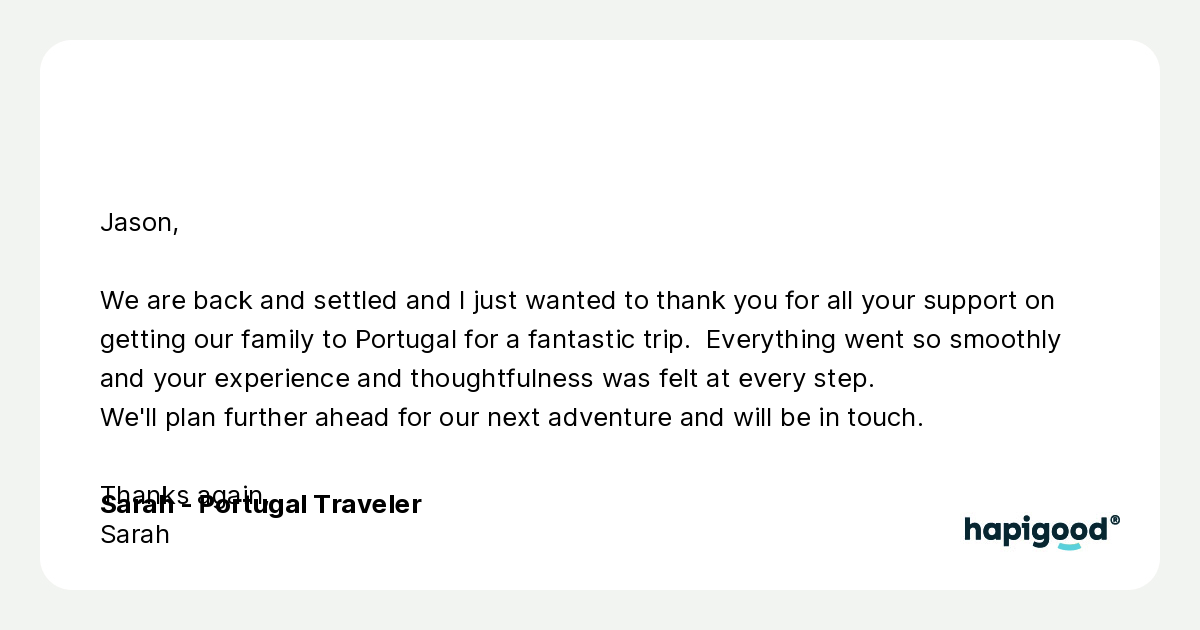 Jason,
We are back and settled and I just wanted to thank you for all your support on
getting our family to Portugal for a fantastic trip.  Everything went so smoothly
and your experience and thoughtfulness was felt at every step.
We'll plan further ahead for our next adventure and will be in touch.
Thanks again,
Sarah - Portugal Traveler
Sarah
hapigood®